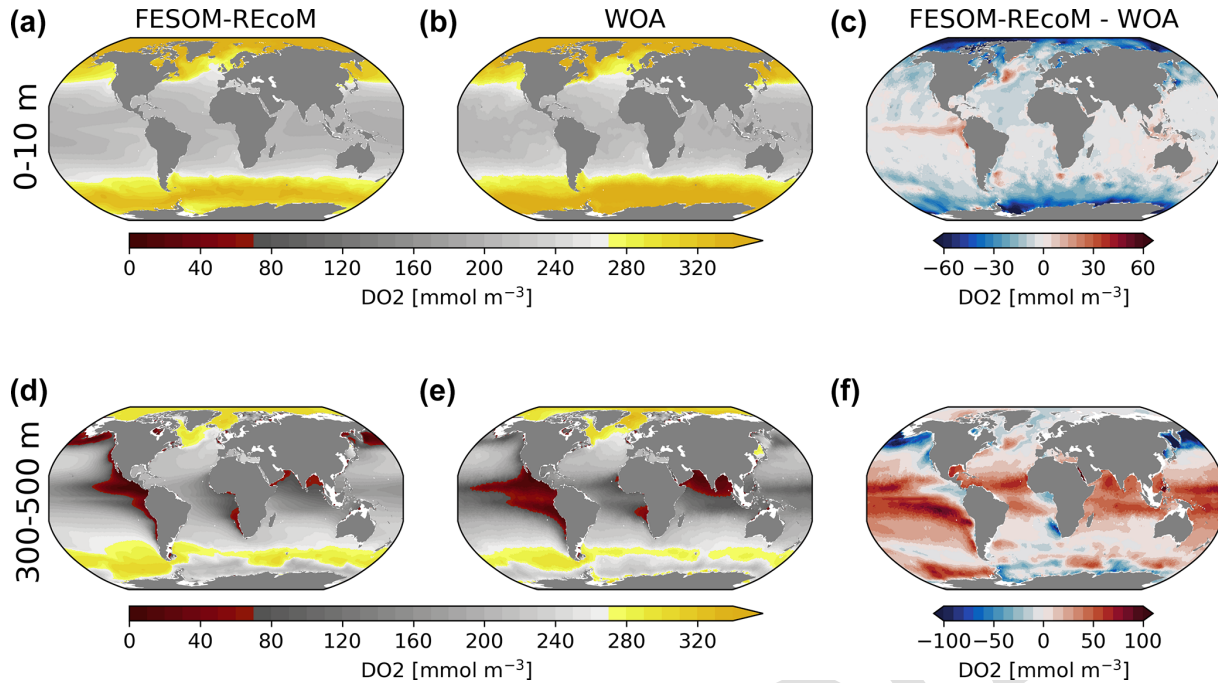 (a) FESOM-REcoM (b) WOA (c) FESOM-REcoM - WOA
0-10 m
0 40 80 120 160 200 240 280 320
DO2 [mmol m⁻³]
−60 −30 0 30 60
DO2 [mmol m⁻³]
(d) (e) (f)
300-500 m
0 40 80 120 160 200 240 280 320
DO2 [mmol m⁻³]
−100 −50 0 50 100
DO2 [mmol m⁻³]